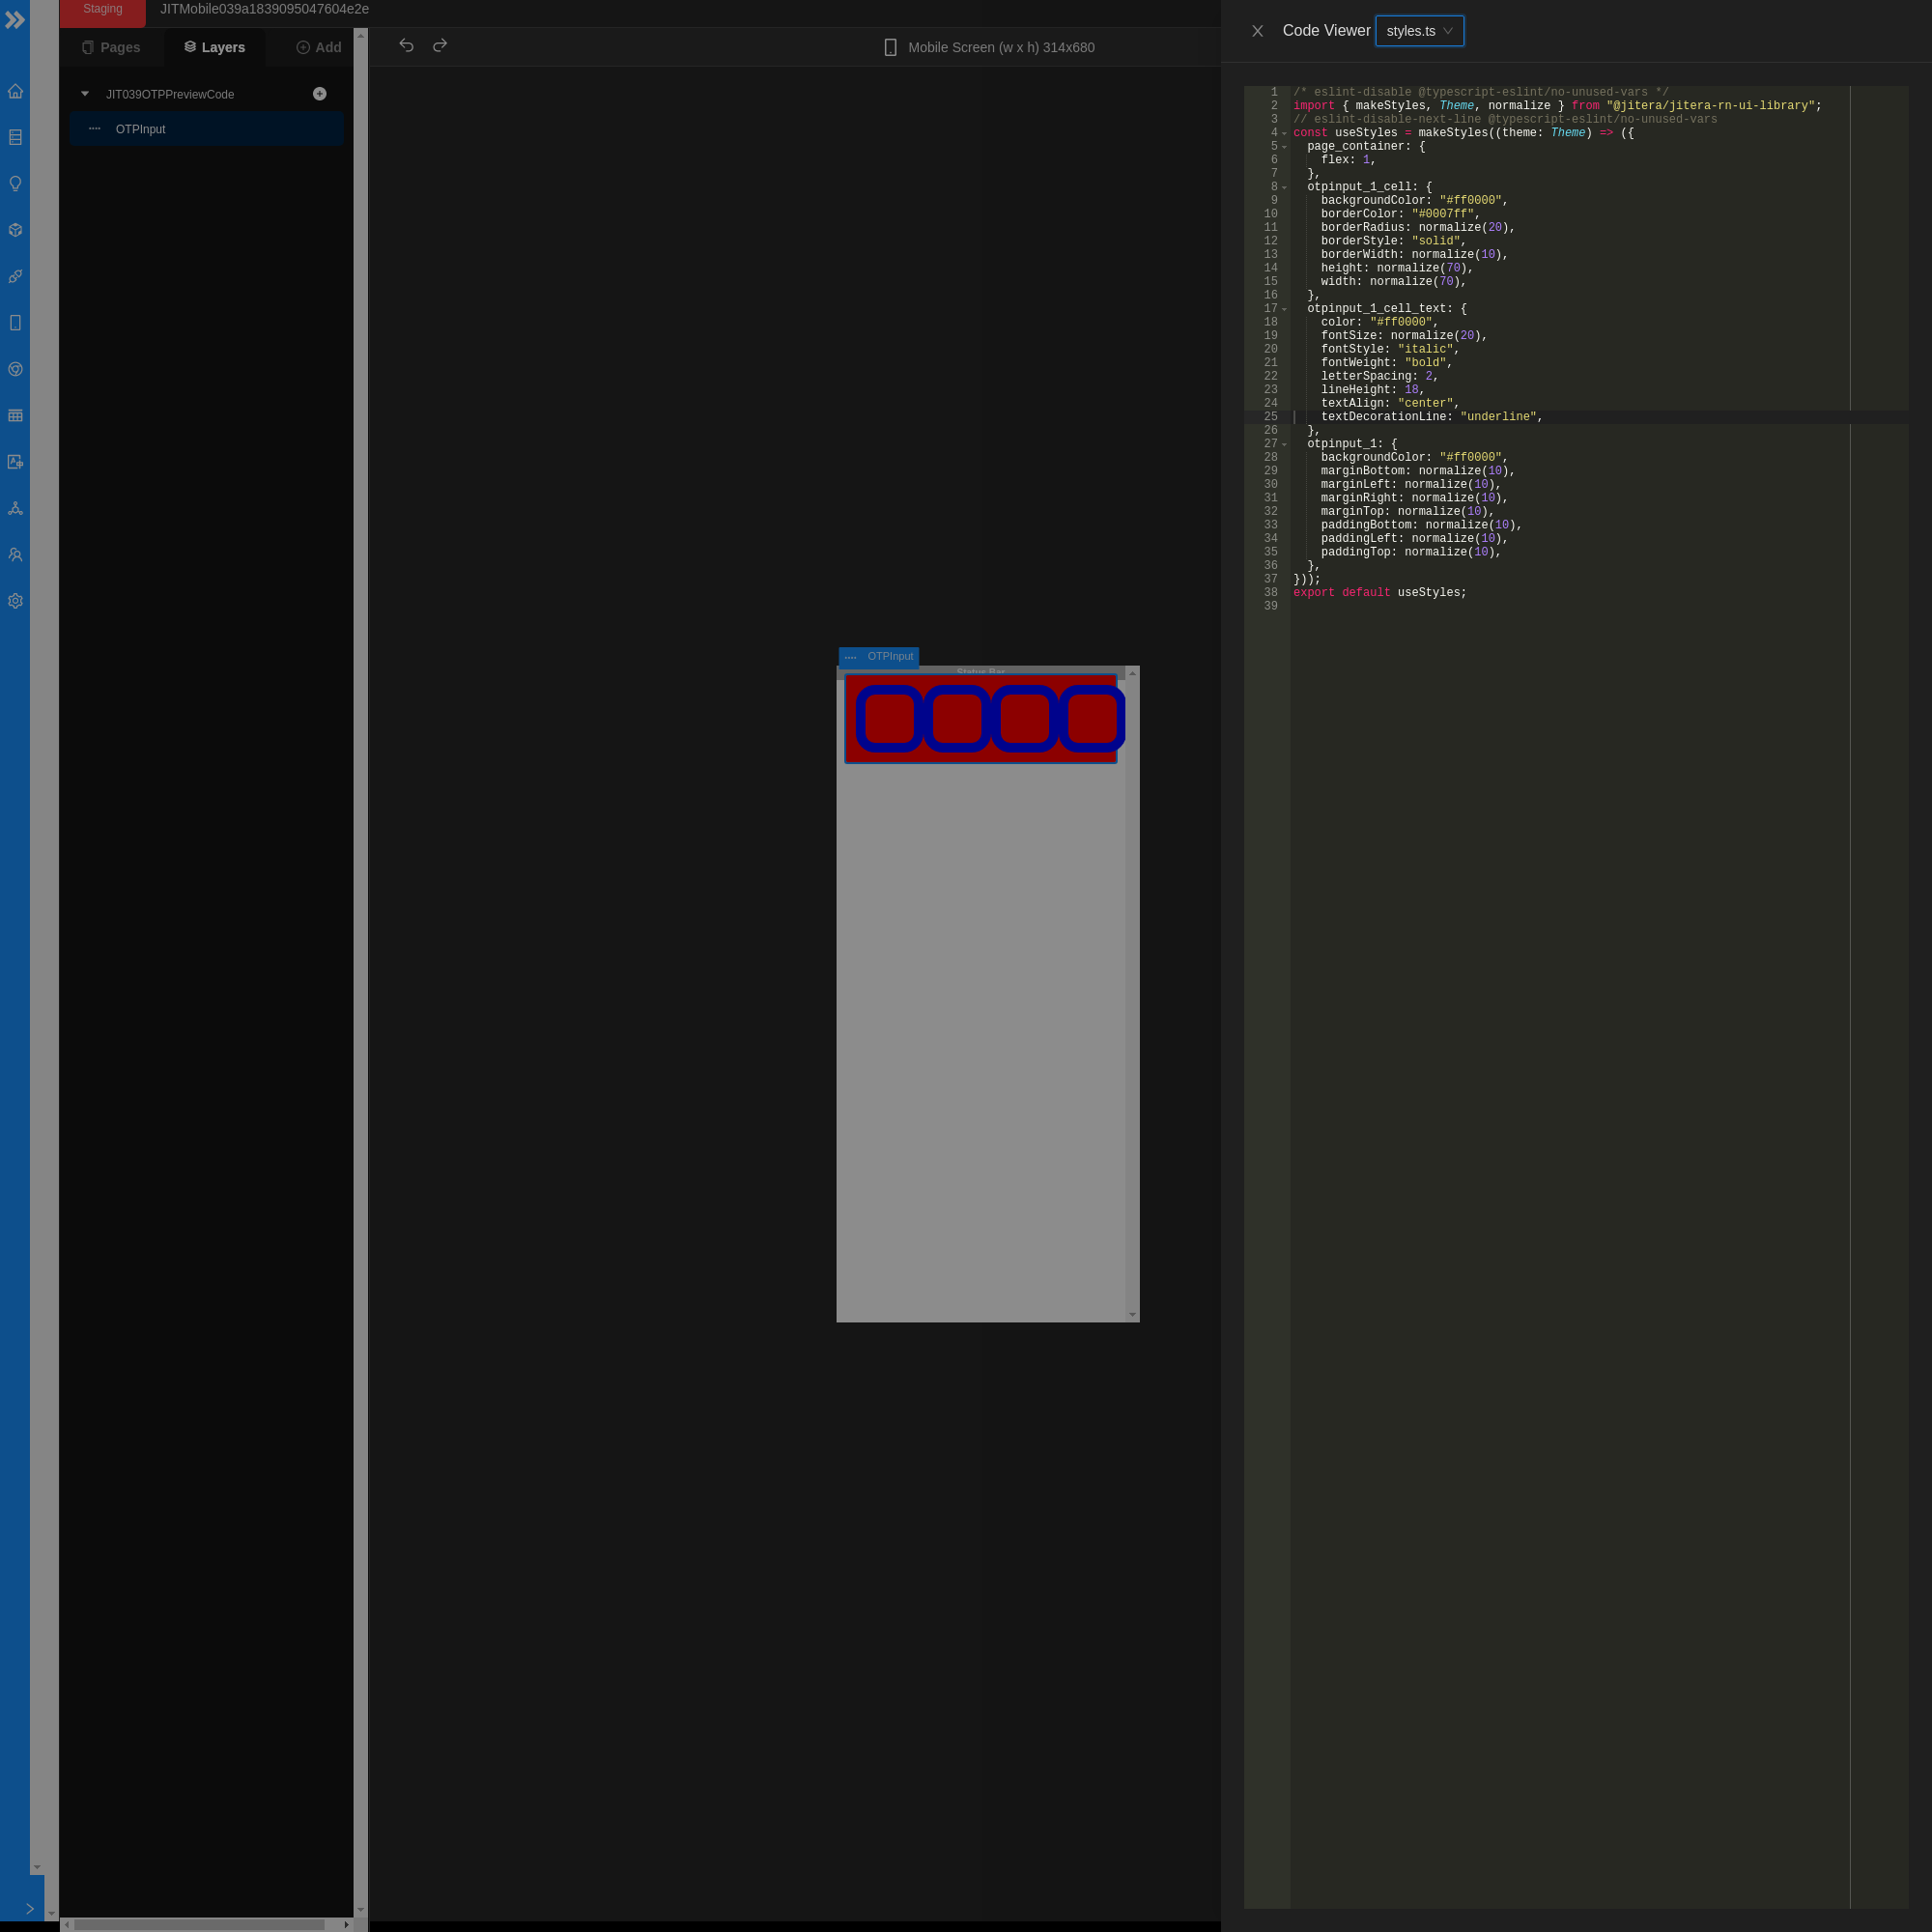 Staging
JITMobile039a1839095047604e2e
Pages
Layers
Add
Mobile Screen (w x h) 314x680
JIT039OTPPreviewCode
OTPInput
OTPInput
Status Bar
Code Viewer
styles.ts
1 /* eslint-disable @typescript-eslint/no-unused-vars */
2 import { makeStyles, Theme, normalize } from "@jitera/jitera-rn-ui-library";
3 // eslint-disable-next-line @typescript-eslint/no-unused-vars
4 const useStyles = makeStyles((theme: Theme) => ({
5   page_container: {
6     flex: 1,
7   },
8   otpinput_1_cell: {
9     backgroundColor: "#ff0000",
10     borderColor: "#0007ff",
11     borderRadius: normalize(20),
12     borderStyle: "solid",
13     borderWidth: normalize(10),
14     height: normalize(70),
15     width: normalize(70),
16   },
17   otpinput_1_cell_text: {
18     color: "#ff0000",
19     fontSize: normalize(20),
20     fontStyle: "italic",
21     fontWeight: "bold",
22     letterSpacing: 2,
23     lineHeight: 18,
24     textAlign: "center",
25     textDecorationLine: "underline",
26   },
27   otpinput_1: {
28     backgroundColor: "#ff0000",
29     marginBottom: normalize(10),
30     marginLeft: normalize(10),
31     marginRight: normalize(10),
32     marginTop: normalize(10),
33     paddingBottom: normalize(10),
34     paddingLeft: normalize(10),
35     paddingTop: normalize(10),
36   },
37 }));
38 export default useStyles;
39